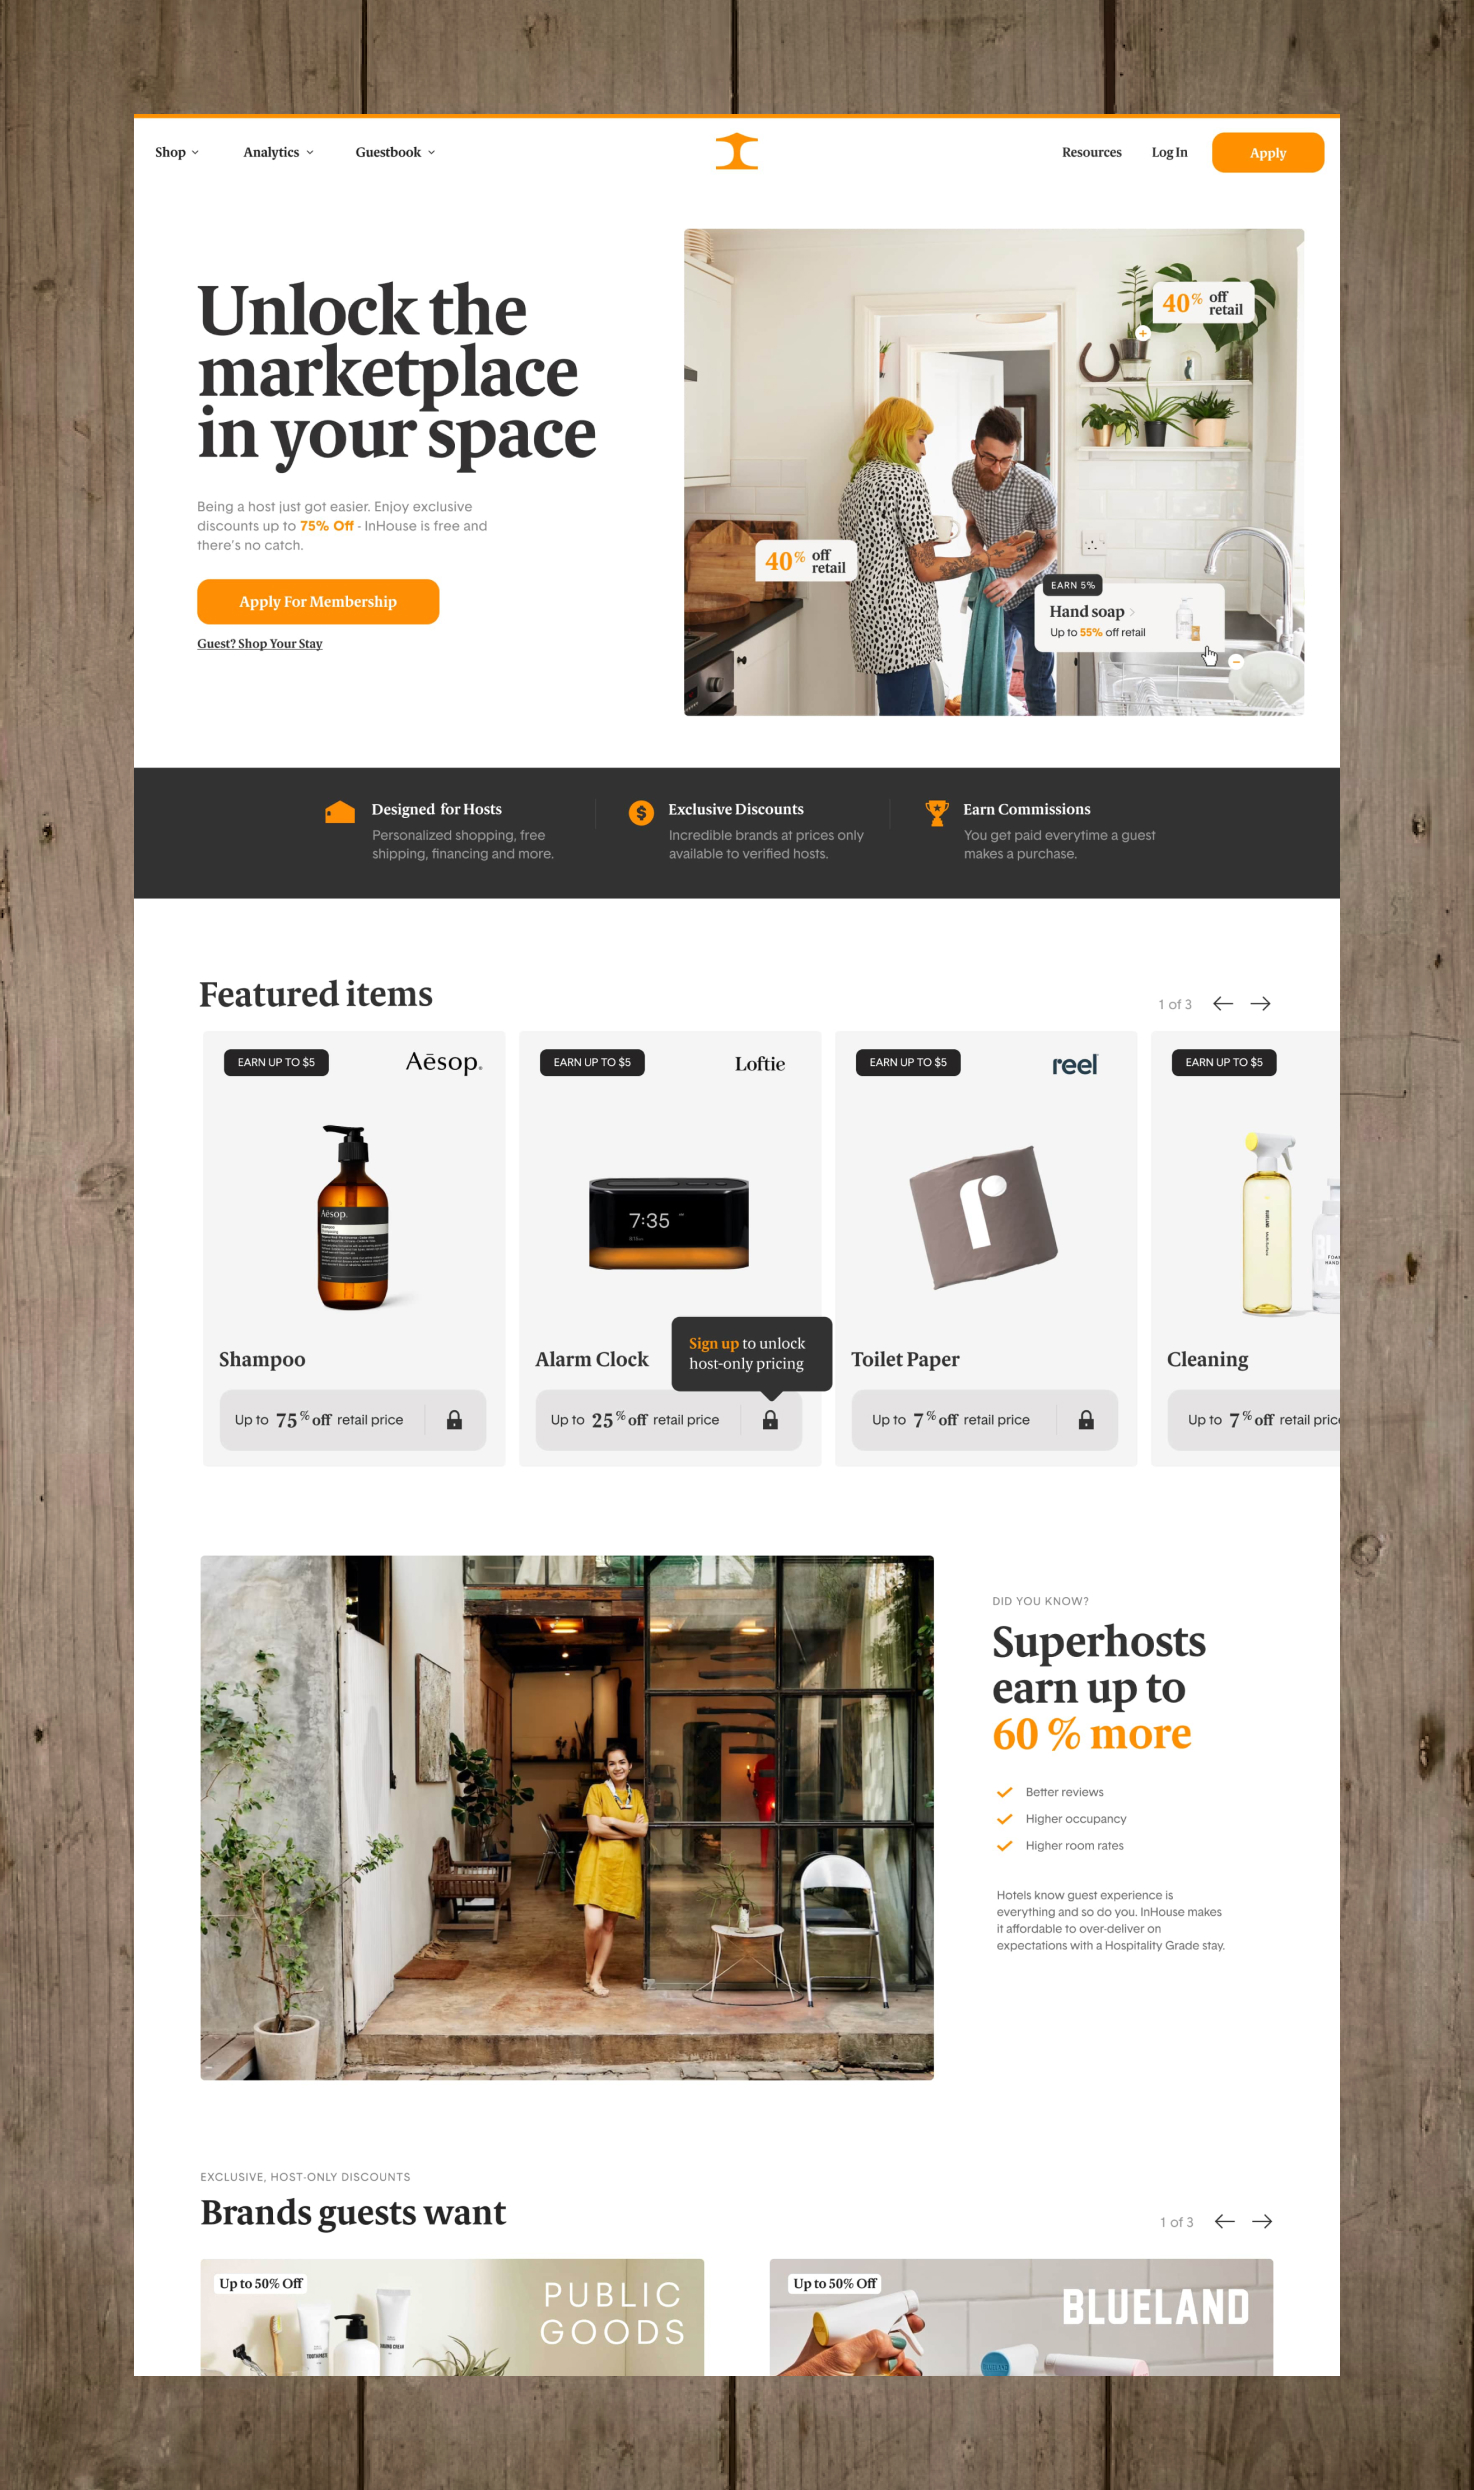 Shop
Analytics
Guestbook
Resources
Log In
Apply
Unlock the
marketplace
in your space
Being a host just got easier. Enjoy exclusive
discounts up to 75% Off - InHouse is free and
there's no catch.
Apply For Membership
Guest? Shop Your Stay
40% off
retail
40% off
retail
EARN 5%
Hand soap
Up to 55% off retail
Designed for Hosts
Personalized shopping, free
shipping, financing and more.
Exclusive Discounts
Incredible brands at prices only
available to verified hosts.
Earn Commissions
You get paid everytime a guest
makes a purchase.
Featured items
1 of 3
EARN UP TO $5
Aēsop.
Aēsop.
Shampoo
Up to 75% off retail price
EARN UP TO $5
Loftie
7:35
Alarm Clock
Sign up to unlock
host-only pricing
Up to 25% off retail price
EARN UP TO $5
reel
r
Toilet Paper
Up to 7% off retail price
EARN UP TO $5
Cleaning
Up to 7% off retail price
DID YOU KNOW?
Superhosts
earn up to
60 % more
Better reviews
Higher occupancy
Higher room rates
Hotels know guest experience is
everything and so do you. InHouse makes
it affordable to over-deliver on
expectations with a Hospitality Grade stay.
EXCLUSIVE, HOST-ONLY DISCOUNTS
Brands guests want
1 of 3
Up to 50% Off
PUBLIC
GOODS
Up to 50% Off
BLUELAND